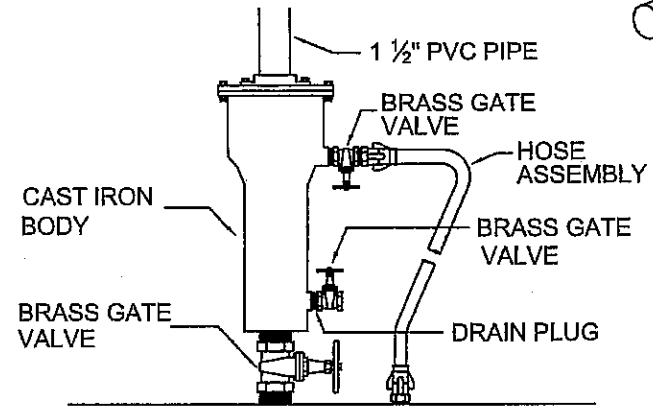 1 ½" PVC PIPE
BRASS GATE
VALVE
HOSE
ASSEMBLY
CAST IRON
BODY
BRASS GATE
VALVE
BRASS GATE
VALVE
DRAIN PLUG